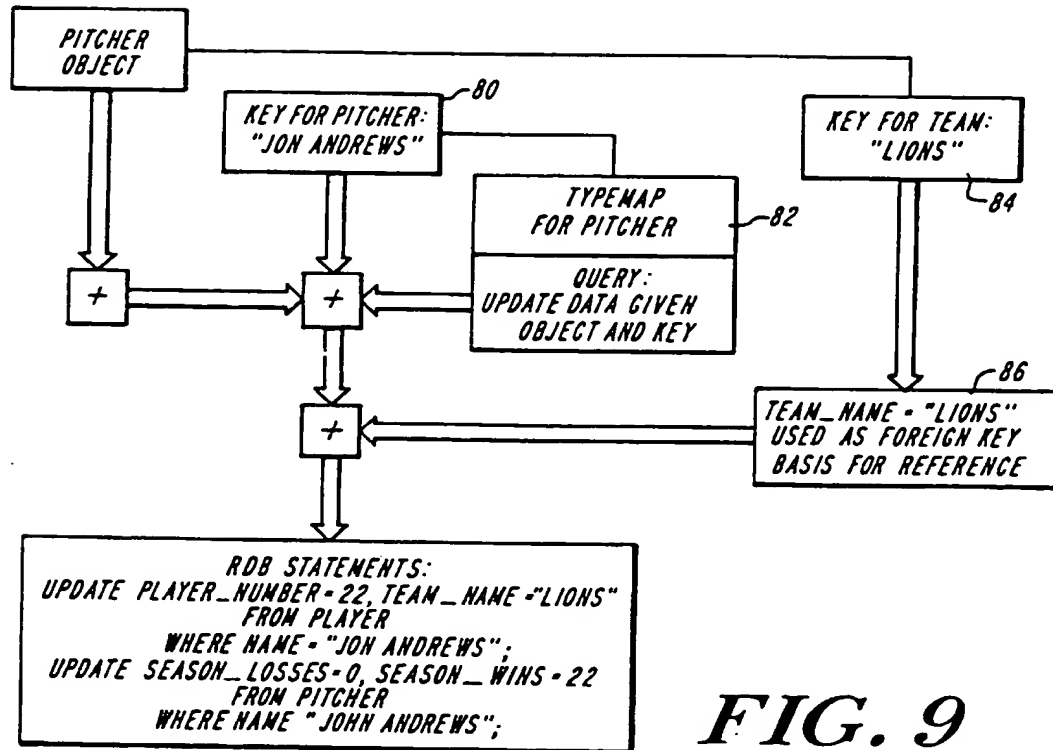 PITCHER
OBJECT
80
KEY FOR PITCHER:
"JON ANDREWS"
KEY FOR TEAM:
"LIONS"
84
TYPEMAP
FOR PITCHER
82
QUERY:
UPDATE DATA GIVEN
OBJECT AND KEY
+
+
86
TEAM_NAME = "LIONS"
USED AS FOREIGN KEY
BASIS FOR REFERENCE
+
RDB STATEMENTS:
UPDATE PLAYER_NUMBER=22, TEAM_NAME="LIONS"
FROM PLAYER
WHERE NAME = "JON ANDREWS";
UPDATE SEASON_LOSSES=0, SEASON_WINS=22
FROM PITCHER
WHERE NAME "JOHN ANDREWS";
FIG. 9